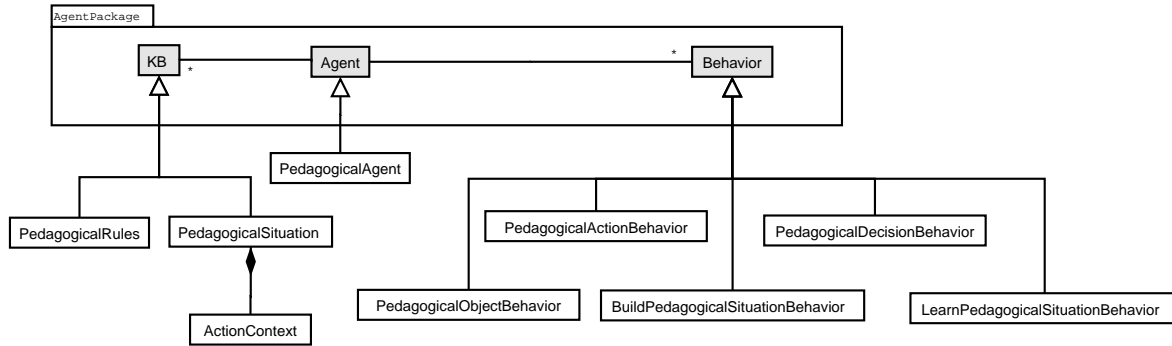 AgentPackage
KB
*
Agent
*
Behavior
PedagogicalAgent
PedagogicalRules
PedagogicalSituation
PedagogicalActionBehavior
PedagogicalDecisionBehavior
PedagogicalObjectBehavior
BuildPedagogicalSituationBehavior
LearnPedagogicalSituationBehavior
ActionContext